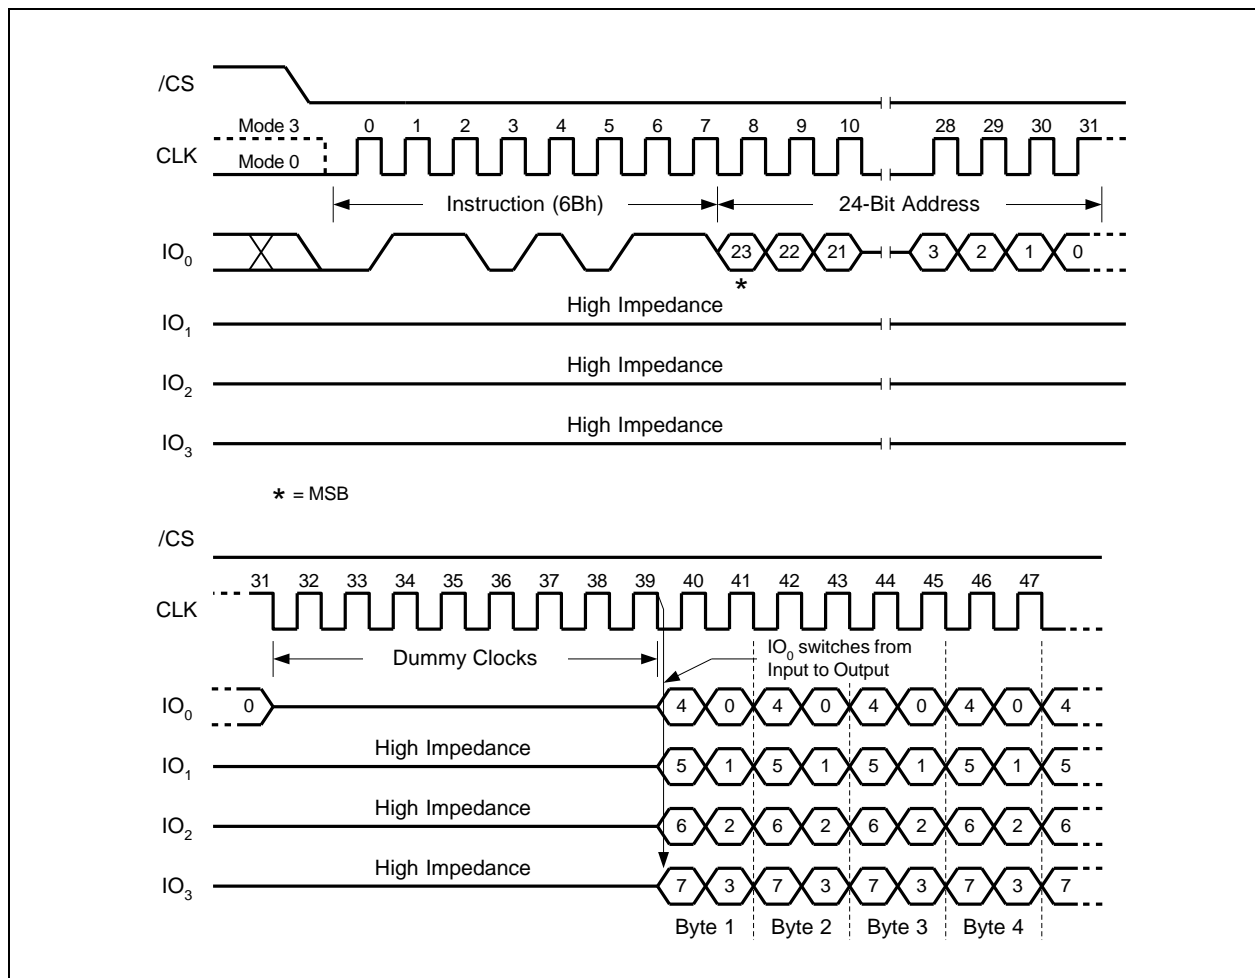 /CS
Mode 3 0 1 2 3 4 5 6 7 8 9 10 28 29 30 31
CLK
Mode 0
Instruction (6Bh) 24-Bit Address
IO0 23 22 21 3 2 1 0
*
High Impedance
IO1
High Impedance
IO2
High Impedance
IO3
* = MSB
/CS
31 32 33 34 35 36 37 38 39 40 41 42 43 44 45 46 47
CLK
IO0 switches from
Dummy Clocks Input to Output
IO0 0 4 0 4 0 4 0 4 0 4
High Impedance
IO1 5 1 5 1 5 1 5 1 5
High Impedance
IO2 6 2 6 2 6 2 6 2 6
High Impedance
IO3 7 3 7 3 7 3 7 3 7
Byte 1 Byte 2 Byte 3 Byte 4